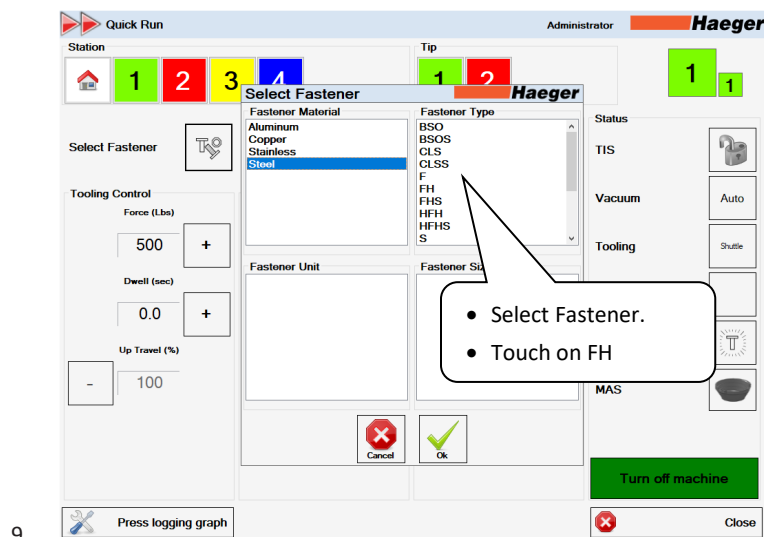 Quick Run
Administrator
Haeger
Station
1
2
3
4
Tip
1
2
1
1
Select Fastener
Haeger
Fastener Material
Aluminum
Copper
Stainless
Steel
Fastener Type
BSO
BSOS
CLS
CLSS
F
FH
FHS
HFH
HFHS
S
Select Fastener
Tooling Control
Force (Lbs)
500
+
Dwell (sec)
0.0
+
Up Travel (%)
-
100
Fastener Unit
Fastener
• Select Fastener.
• Touch on FH
Status
TIS
Vacuum
Auto
Tooling
Shuttle
T
MAS
Cancel
Ok
Turn off machine
Press logging graph
Close
9